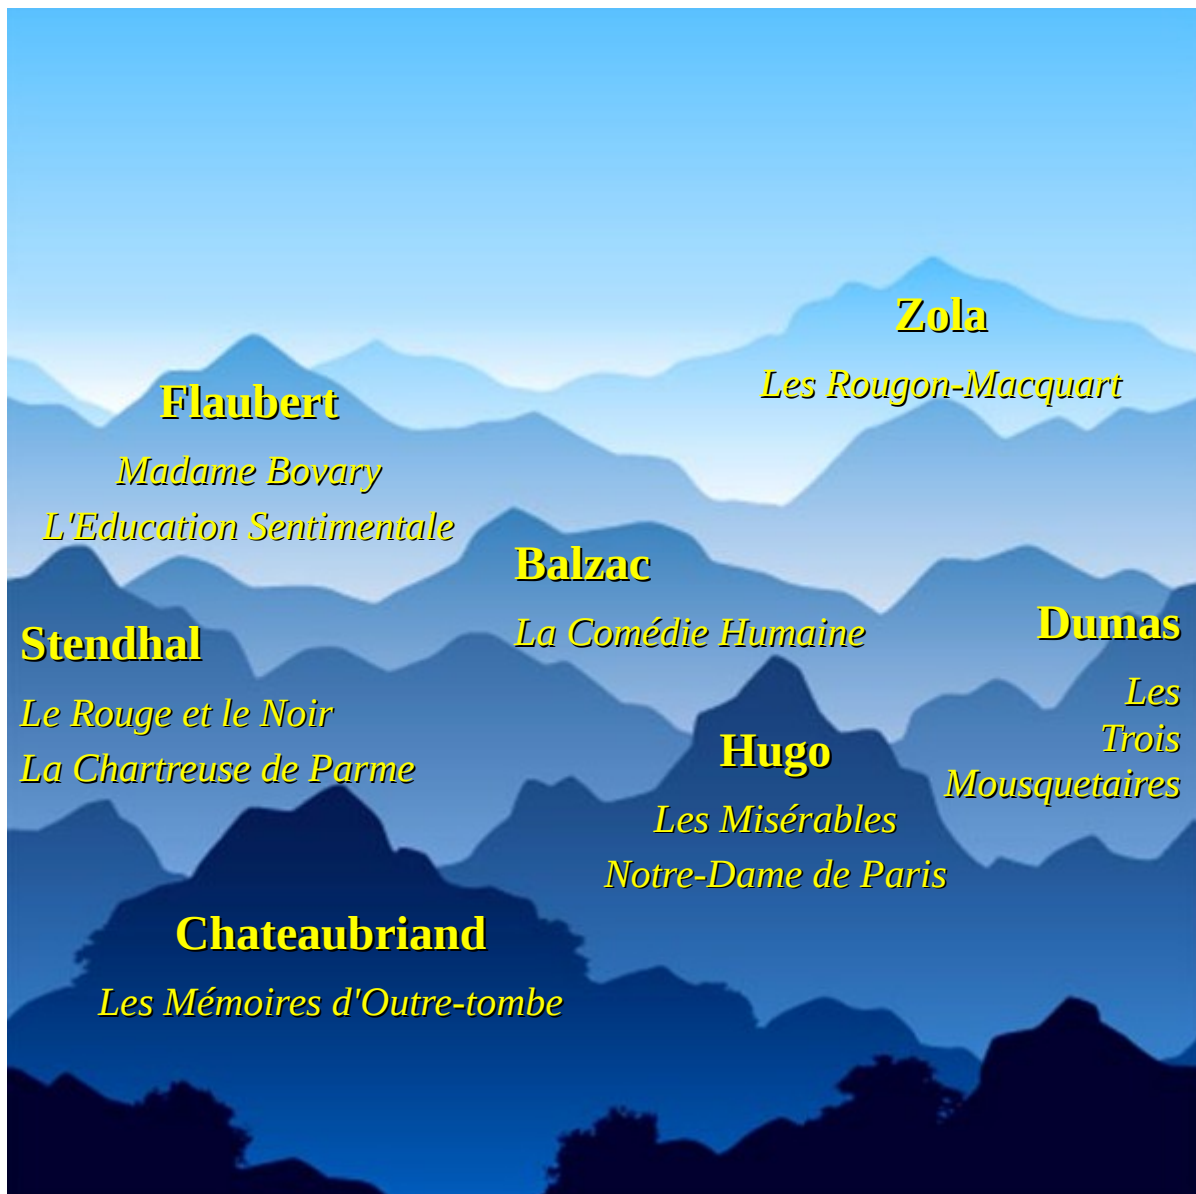 Zola
Les Rougon-Macquart
Flaubert
Madame Bovary
L'Education Sentimentale
Balzac
La Comédie Humaine
Dumas
Les
Trois
Mousquetaires
Stendhal
Le Rouge et le Noir
La Chartreuse de Parme
Hugo
Les Misérables
Notre-Dame de Paris
Chateaubriand
Les Mémoires d'Outre-tombe